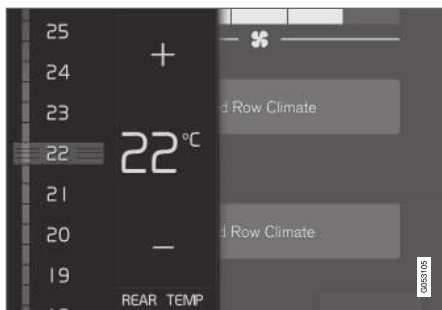 25
24
23
22
21
20
19
+
22°C
–
REAR TEMP
d Row Climate
d Row Climate
G053105